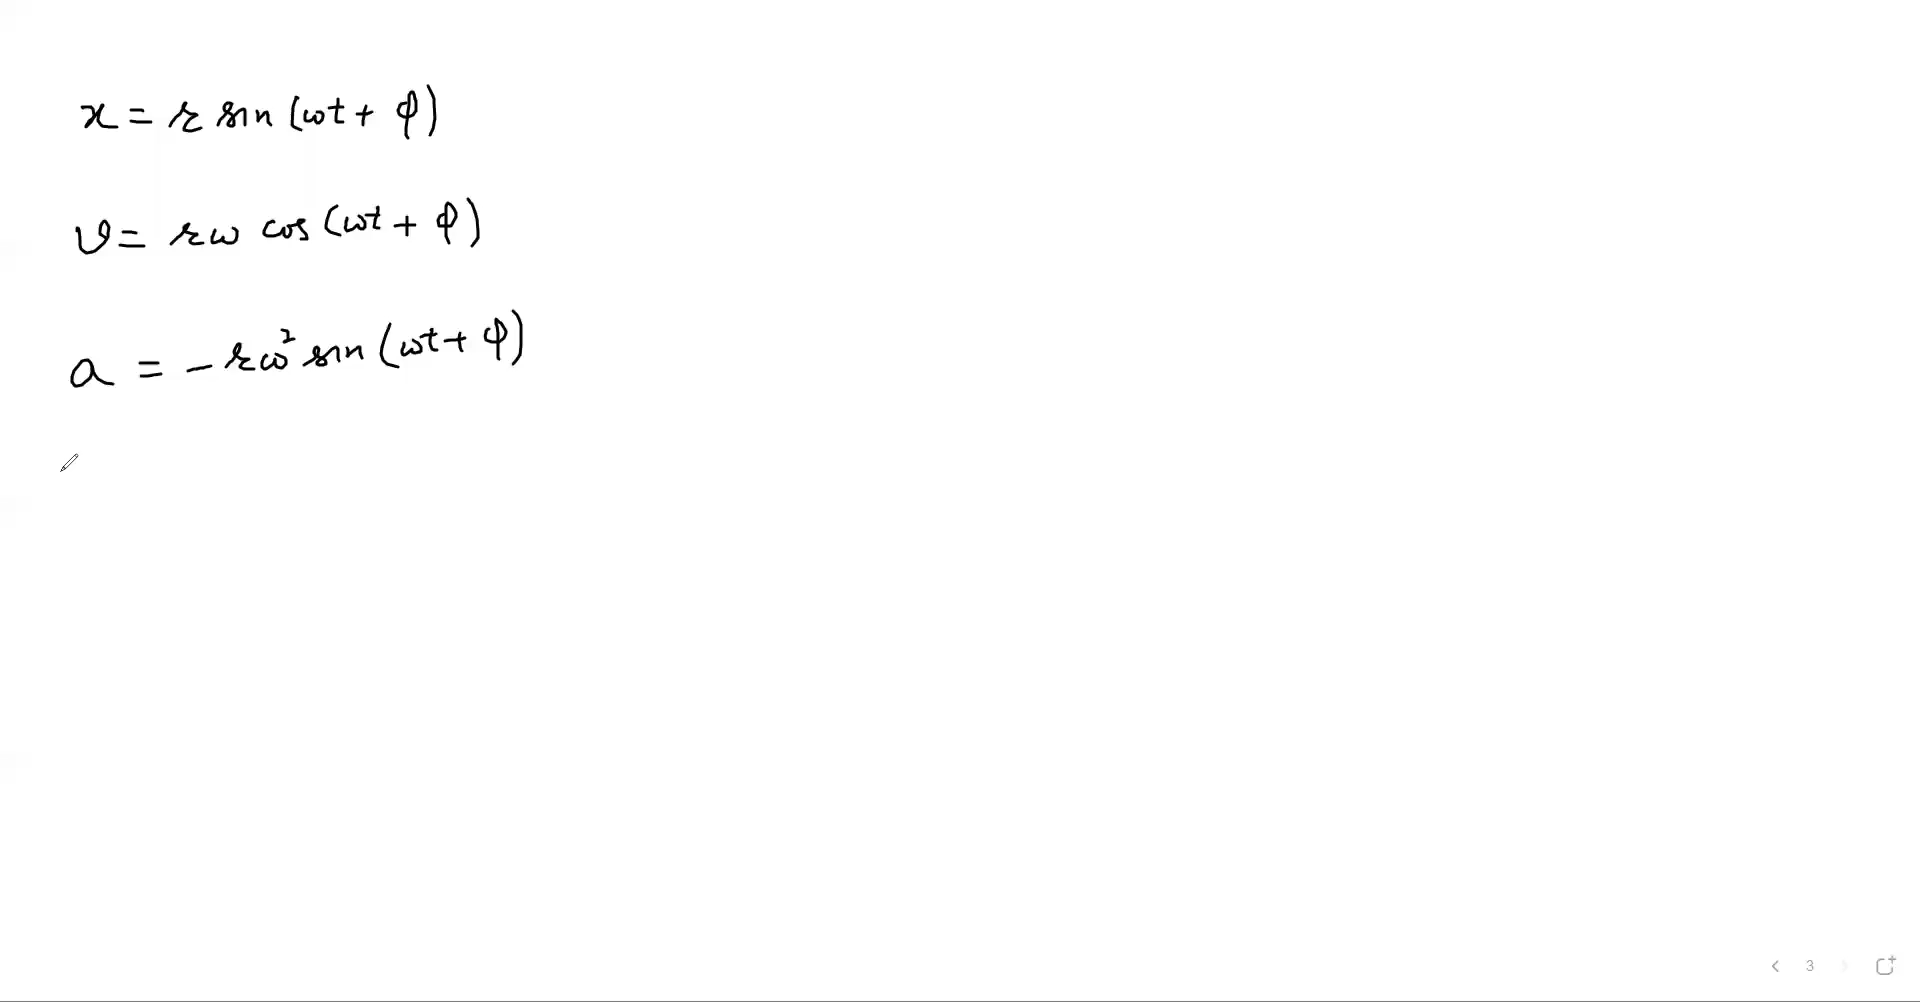 x = r sin (ωt + φ)
v = rω cos (ωt + φ)
a = -rω² sin (ωt + φ)
3